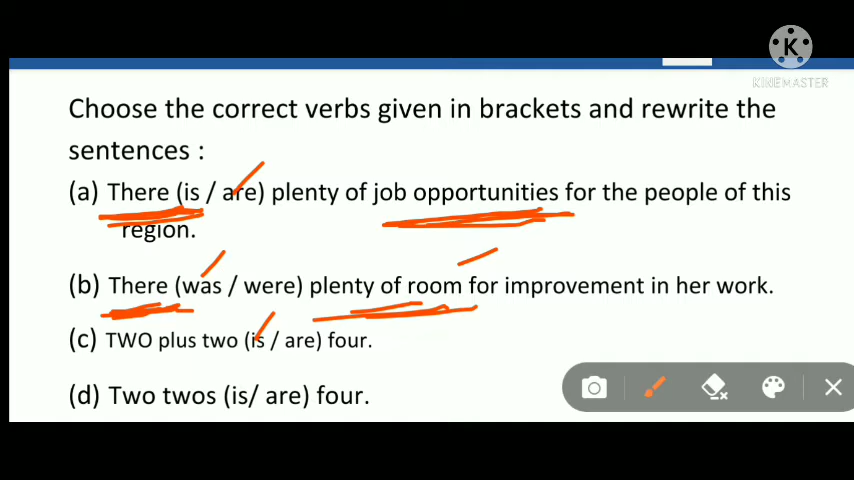 K
KINEMASTER
Choose the correct verbs given in brackets and rewrite the
sentences :
(a) There (is / are) plenty of job opportunities for the people of this
region.
(b) There (was / were) plenty of room for improvement in her work.
(c) TWO plus two (is / are) four.
(d) Two twos (is/ are) four.